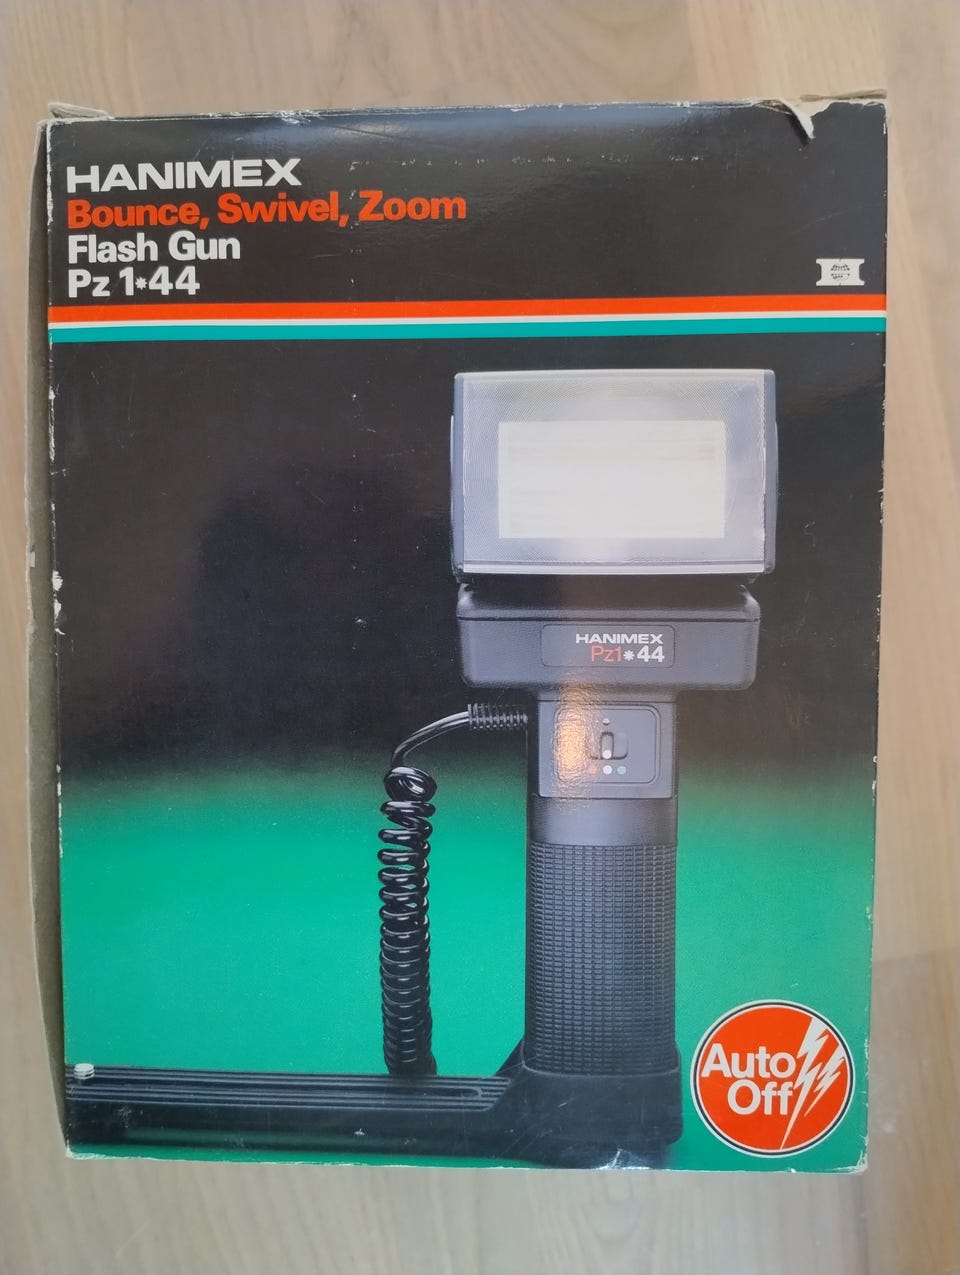 HANIMEX
Bounce, Swivel, Zoom
Flash Gun
Pz 1*44
HANIMEX
Pz1*44
Auto
Off